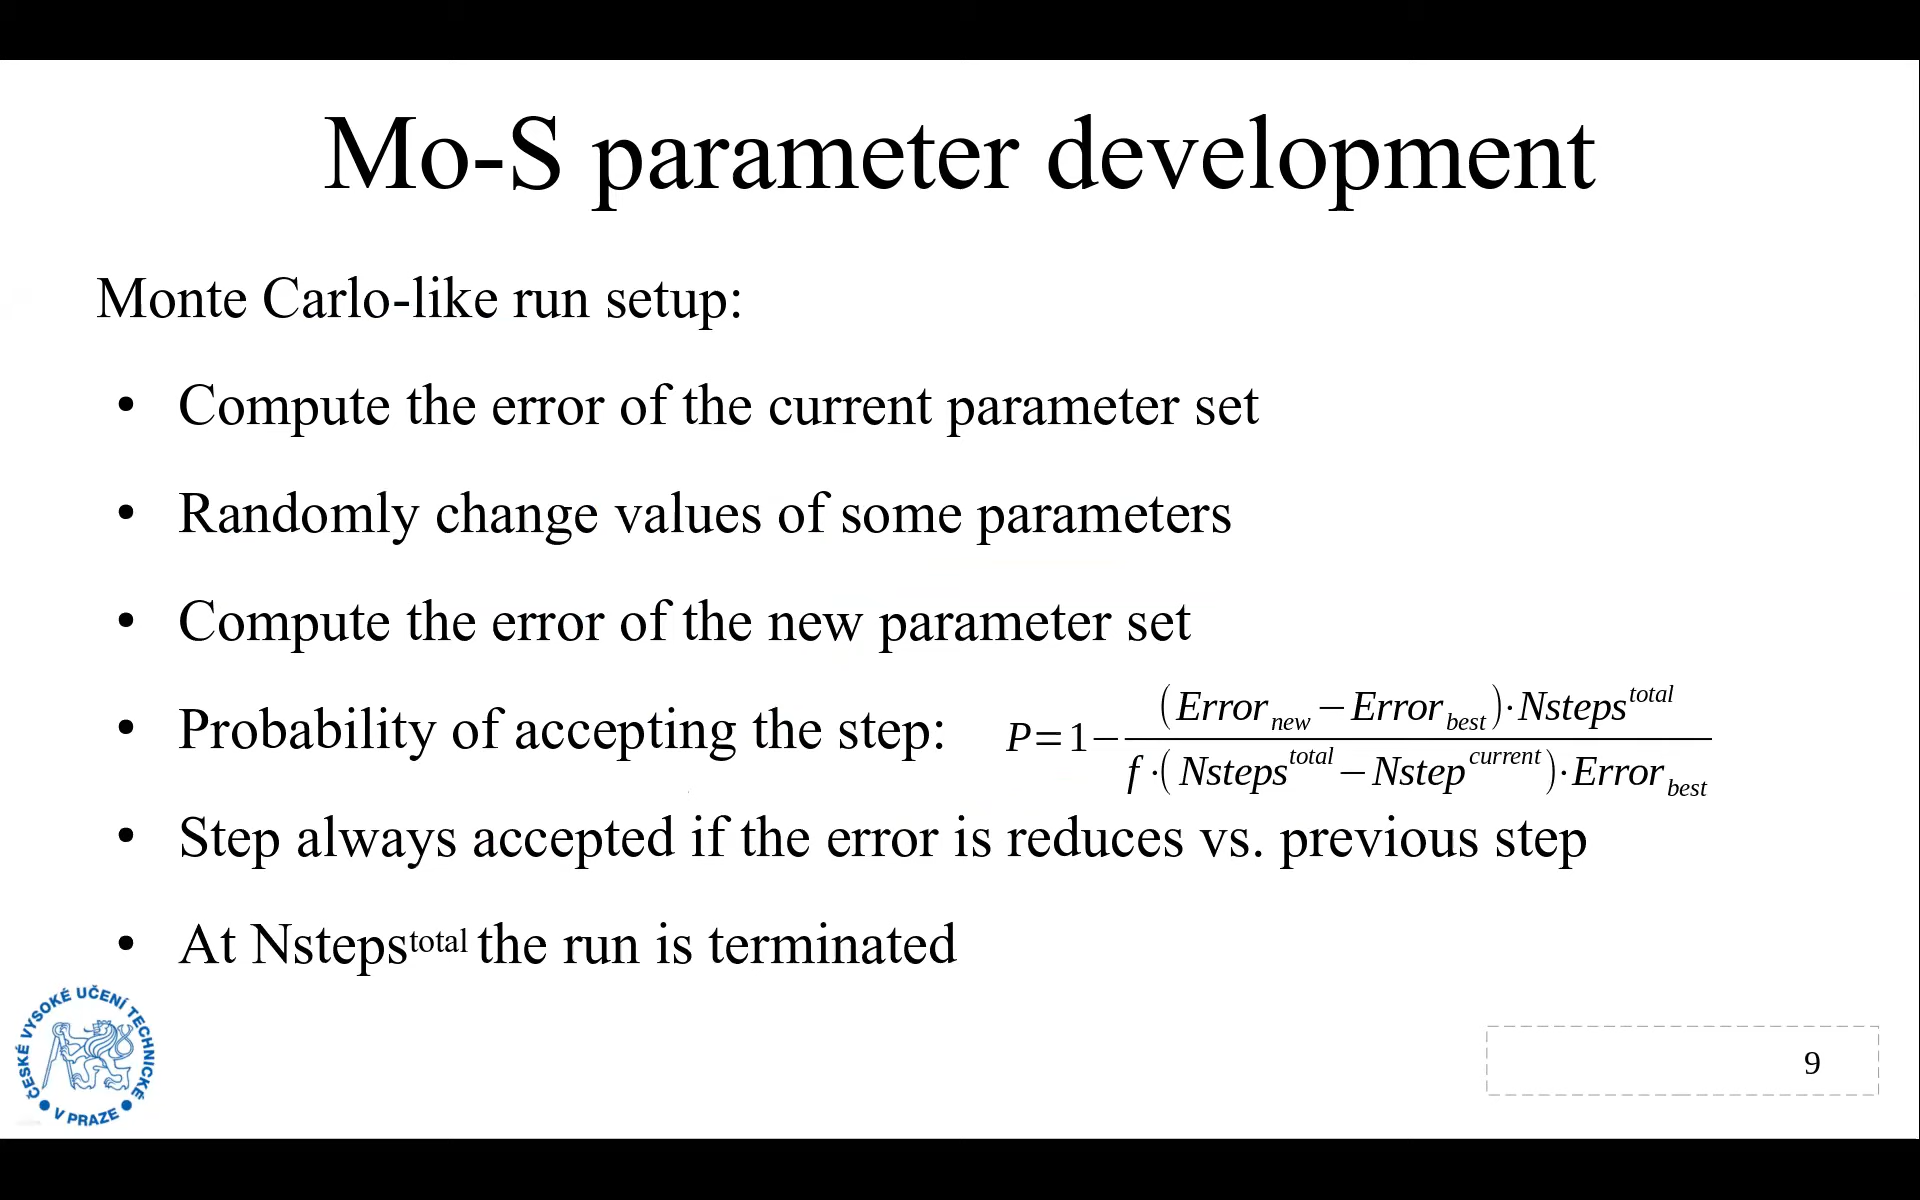 Mo-S parameter development
Monte Carlo-like run setup:
• Compute the error of the current parameter set
• Randomly change values of some parameters
• Compute the error of the new parameter set
• Probability of accepting the step: P=1−((Error_new−Error_best)·Nsteps^total)/(f·(Nsteps^total−Nstep^current)·Error_best)
• Step always accepted if the error is reduces vs. previous step
• At Nsteps^total the run is terminated
ČESKÉ VYSOKÉ UČENÍ TECHNICKÉ
• V PRAZE •
9